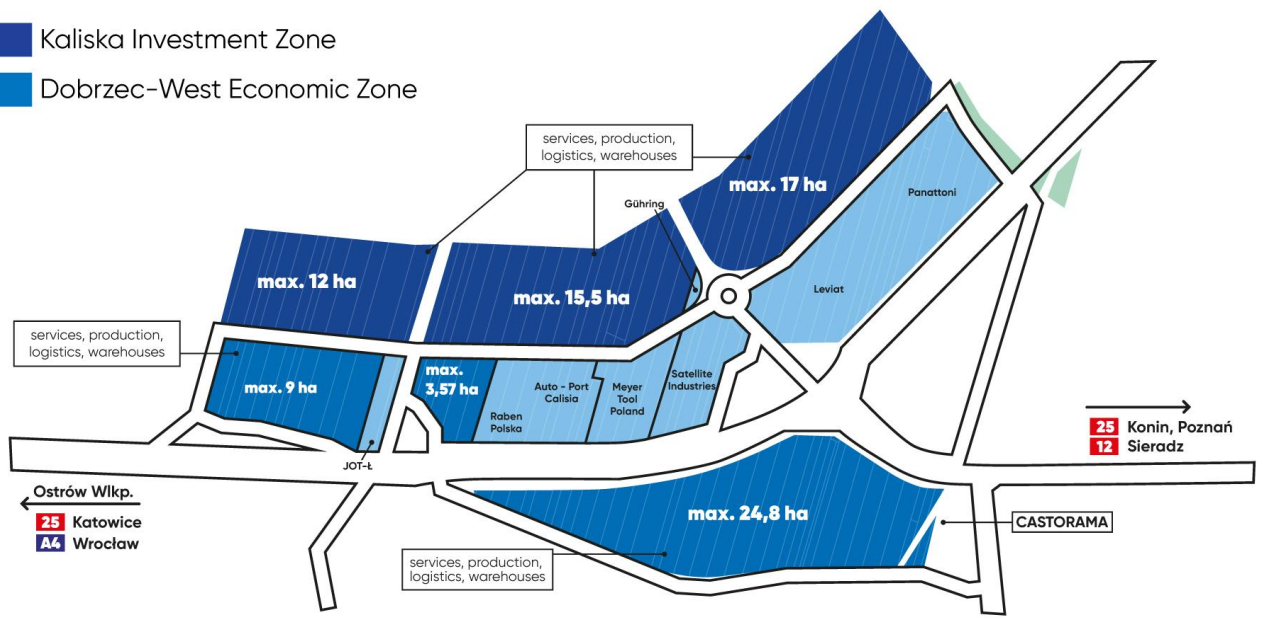 Kaliska Investment Zone
Dobrzec-West Economic Zone
services, production,
logistics, warehouses
max. 17 ha
Panattoni
Gühring
max. 12 ha
max. 15,5 ha
Leviat
services, production,
logistics, warehouses
max. 9 ha
max.
3,57 ha
Raben
Polska
Auto - Port
Calisia
Meyer
Tool
Poland
Satellite
Industries
JOT-Ł
25 Konin, Poznań
12 Sieradz
Ostrów Wlkp.
25 Katowice
A4 Wrocław
max. 24,8 ha
CASTORAMA
services, production,
logistics, warehouses